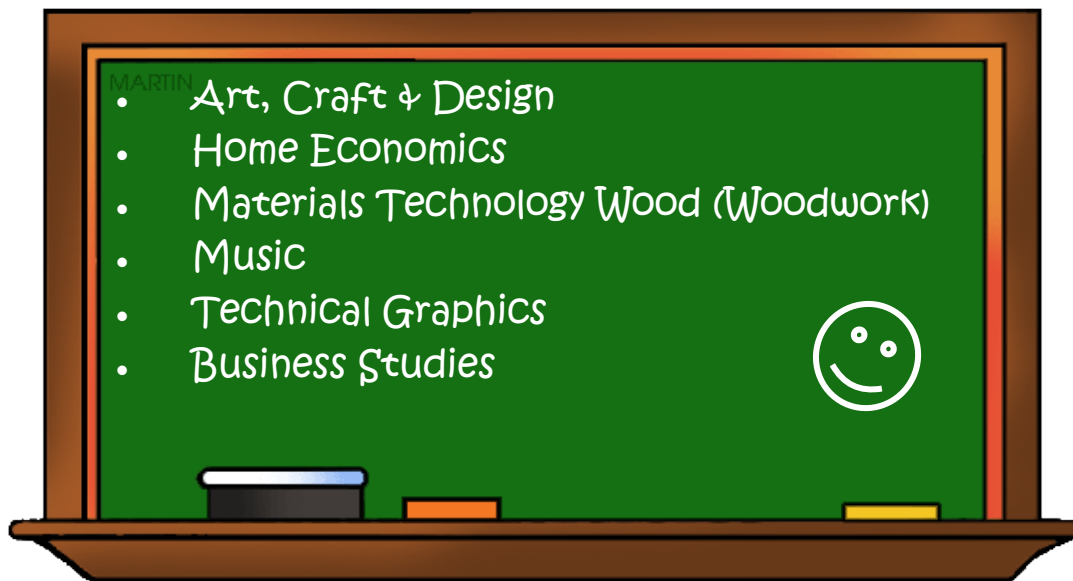 MARTIN
• Art, Craft & Design
• Home Economics
• Materials Technology Wood (Woodwork)
• Music
• Technical Graphics
• Business Studies